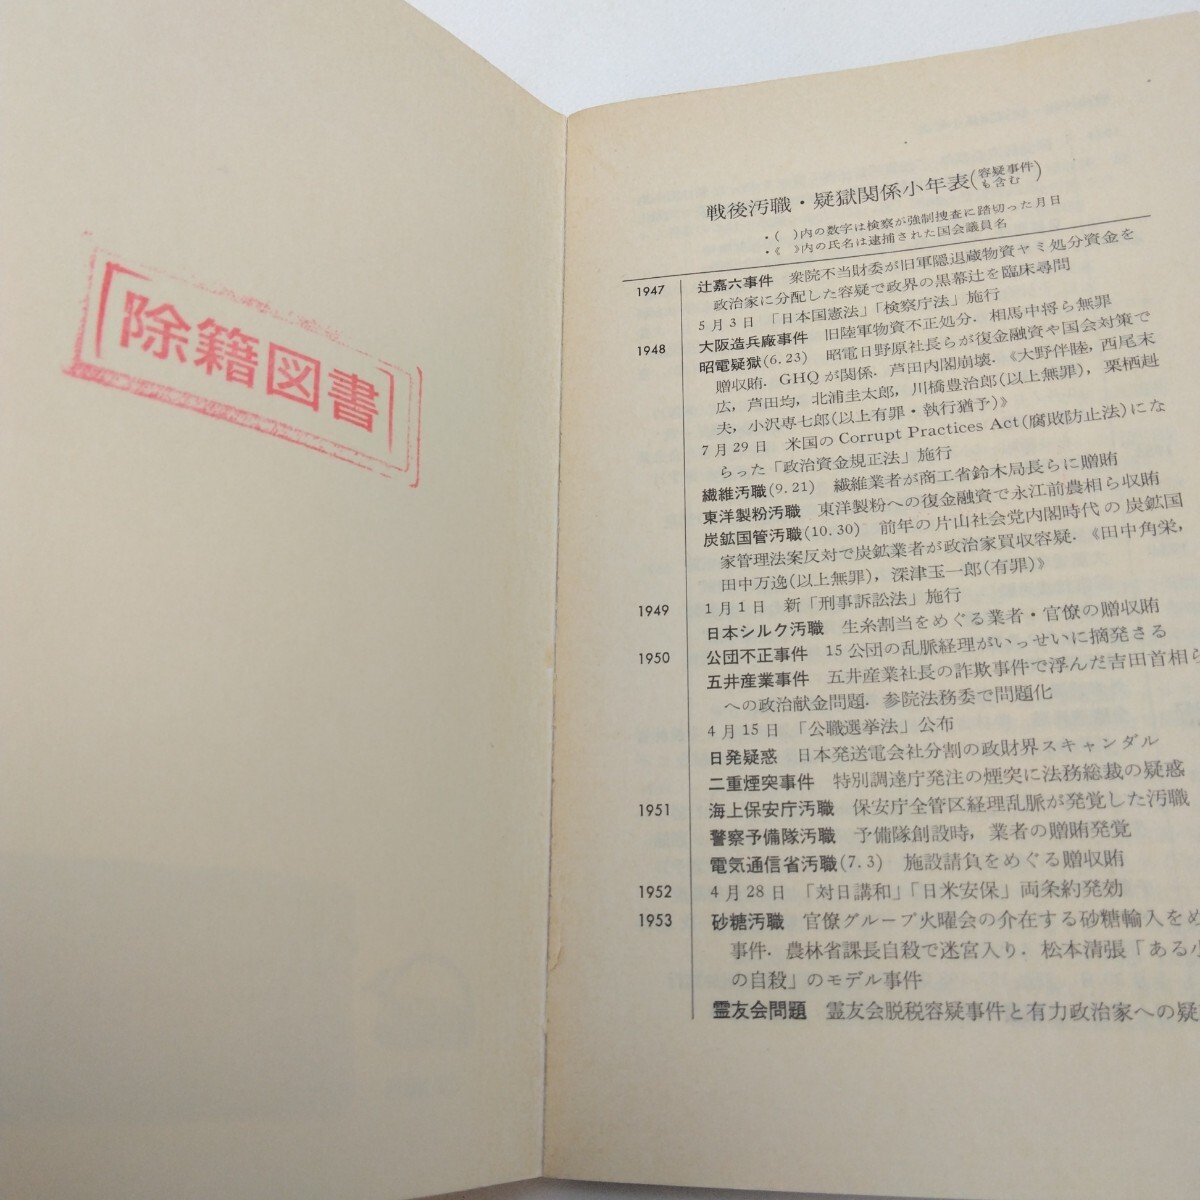 除籍図書
戦後汚職・疑獄関係小年表(容疑事件も含む)
・( )内の数字は検察が強制捜査に踏切った月日
・《 》内の氏名は逮捕された国会議員名
1947 辻嘉六事件 衆院不当財委が旧軍隠退蔵物資ヤミ処分資金を
政治家に分配した容疑で政界の黒幕辻を臨床尋問
5月3日 「日本国憲法」「検察庁法」施行
1948 大阪造兵廠事件 旧陸軍物資不正処分．相馬中将ら無罪
昭電疑獄(6.23) 昭電日野原社長らが復金融資や国会対策で
贈収賄．GHQが関係．芦田内閣崩壊．《大野伴睦，西尾末
広，芦田均，北浦圭太郎，川橋豊治郎(以上無罪)，栗栖赳
夫，小沢専七郎(以上有罪・執行猶予)》
7月29日 米国のCorrupt Practices Act(腐敗防止法)にな
らった「政治資金規正法」施行
繊維汚職(9.21) 繊維業者が商工省鈴木局長らに贈賄
東洋製粉汚職 東洋製粉への復金融資で永江前農相ら収賄
炭鉱国管汚職(10.30) 前年の片山社会党内閣時代の炭鉱国
家管理法案反対で炭鉱業者が政治家買収容疑．《田中角栄，
田中万逸(以上無罪)，深津玉一郎(有罪)》
1949 1月1日 新「刑事訴訟法」施行
日本シルク汚職 生糸割当をめぐる業者・官僚の贈収賄
1950 公団不正事件 15公団の乱脈経理がいっせいに摘発さる
五井産業事件 五井産業社長の詐欺事件で浮んだ吉田首相ら
への政治献金問題．参院法務委で問題化
4月15日 「公職選挙法」公布
日発疑惑 日本発送電会社分割の政財界スキャンダル
二重煙突事件 特別調達庁発注の煙突に法務総裁の疑惑
1951 海上保安庁汚職 保安庁全管区経理乱脈が発覚した汚職
警察予備隊汚職 予備隊創設時，業者の贈賄発覚
電気通信省汚職(7.3) 施設請負をめぐる贈収賄
1952 4月28日 「対日講和」「日米安保」両条約発効
1953 砂糖汚職 官僚グループ火曜会の介在する砂糖輸入をめ
事件．農林省課長自殺で迷宮入り．松本清張「ある小
の自殺」のモデル事件
霊友会問題 霊友会脱税容疑事件と有力政治家への疑